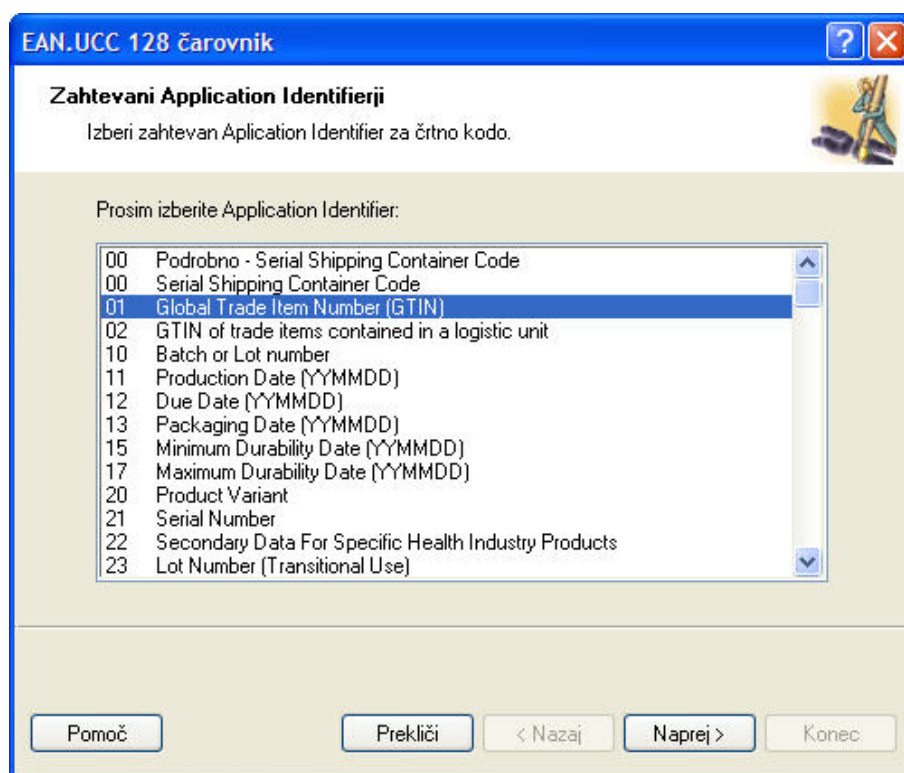 EAN.UCC 128 čarovnik
Zahtevani Application Identifierji
Izberi zahtevan Aplication Identifier za črtno kodo.
Prosim izberite Application Identifier:
00 Podrobno - Serial Shipping Container Code
00 Serial Shipping Container Code
01 Global Trade Item Number (GTIN)
02 GTIN of trade items contained in a logistic unit
10 Batch or Lot number
11 Production Date (YYMMDD)
12 Due Date (YYMMDD)
13 Packaging Date (YYMMDD)
15 Minimum Durability Date (YYMMDD)
17 Maximum Durability Date (YYMMDD)
20 Product Variant
21 Serial Number
22 Secondary Data For Specific Health Industry Products
23 Lot Number (Transitional Use)
Pomoč Prekliči < Nazaj Naprej > Konec